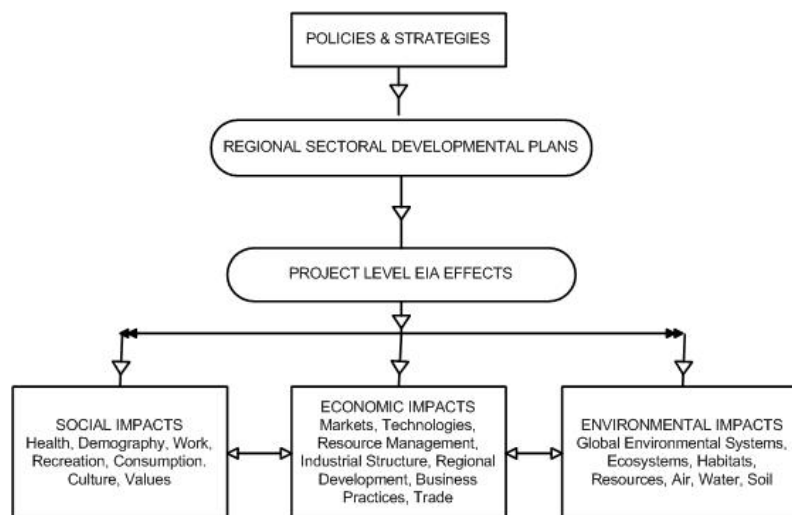 POLICIES & STRATEGIES
REGIONAL SECTORAL DEVELOPMENTAL PLANS
PROJECT LEVEL EIA EFFECTS
SOCIAL IMPACTS
Health, Demography, Work,
Recreation, Consumption.
Culture, Values
ECONOMIC IMPACTS
Markets, Technologies,
Resource Management,
Industrial Structure, Regional
Development, Business
Practices, Trade
ENVIRONMENTAL IMPACTS
Global Environmental Systems,
Ecosystems, Habitats,
Resources, Air, Water, Soil